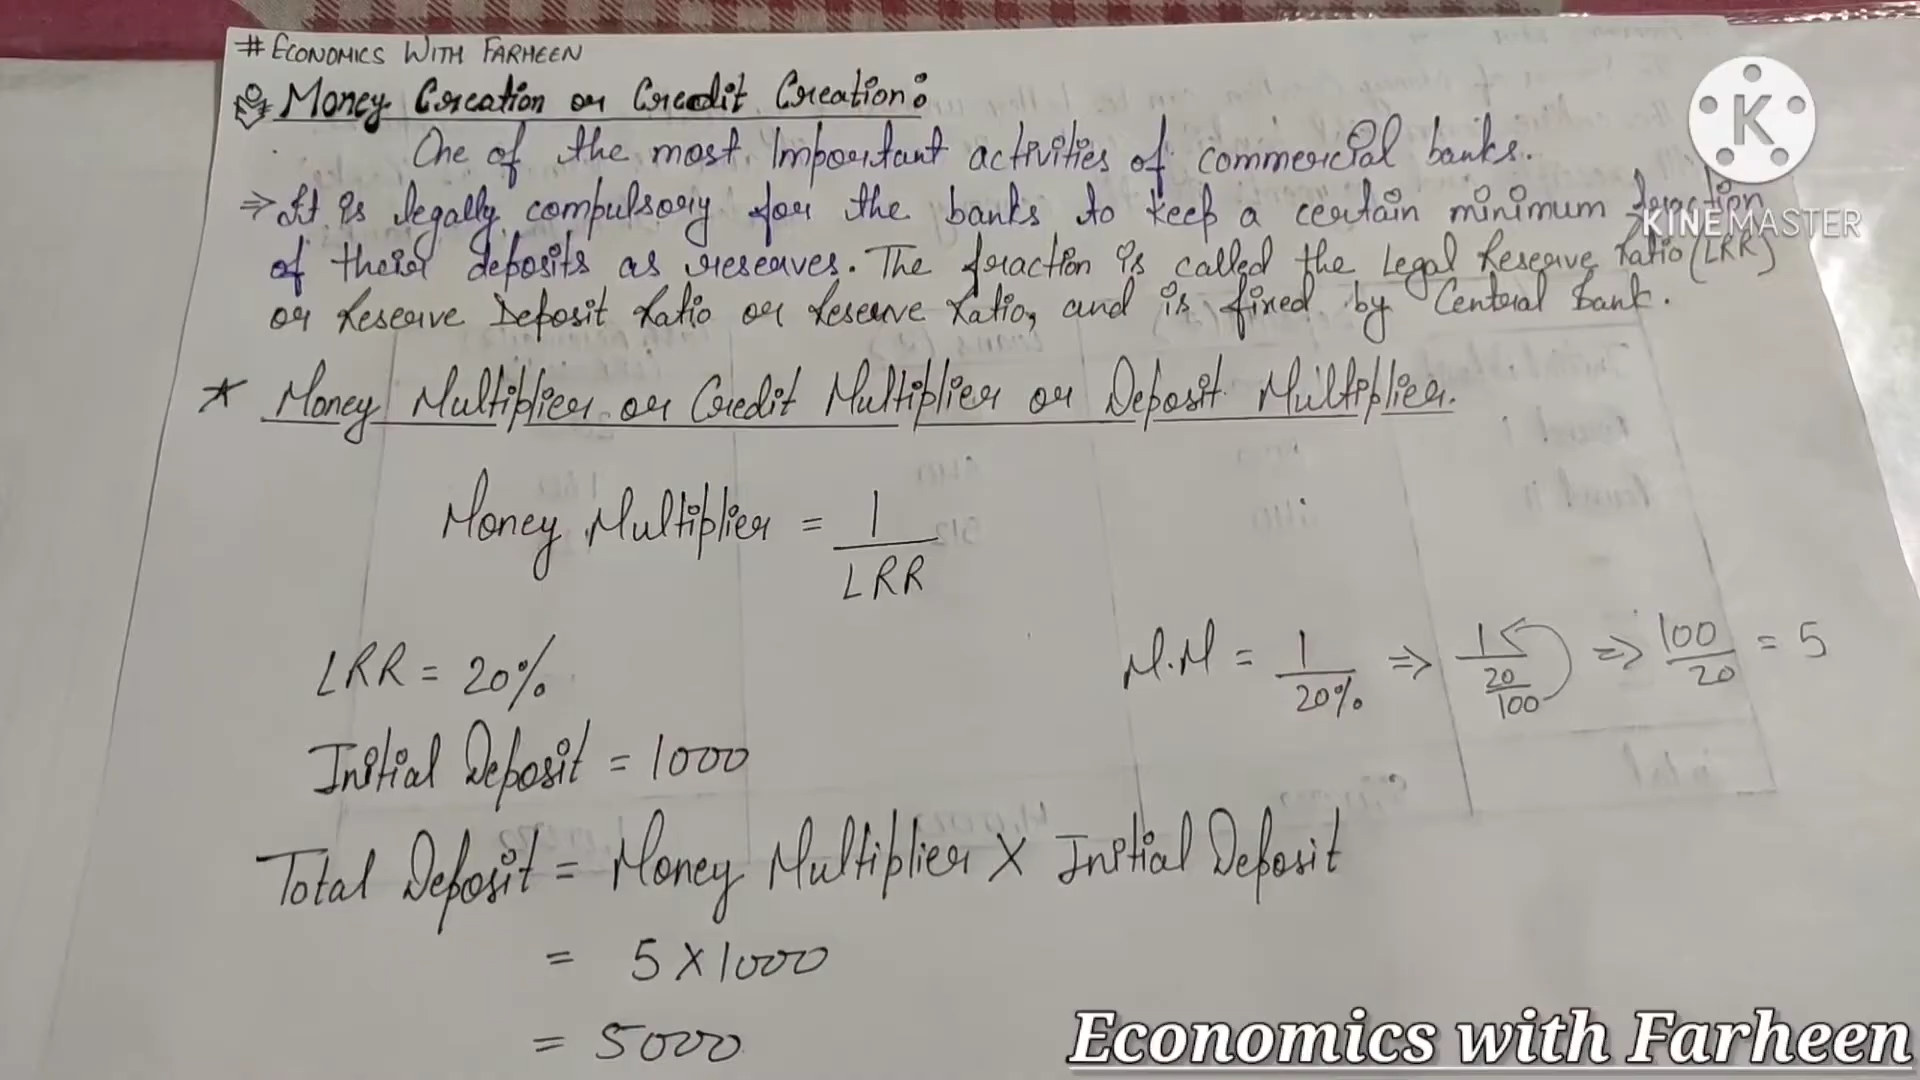 # ECONOMICS WITH FARHEEN
Money Creation or Credit Creation:
One of the most Important activities of commercial banks.
⇒ It is legally compulsory for the banks to keep a certain minimum fraction
of their deposits as reserves. The fraction is called the Legal Reserve Ratio (LRR)
or Reserve Deposit Ratio or Reserve Ratio, and is fixed by Central Bank.
K
KINEMASTER
* Money Multiplier or Credit Multiplier or Deposit Multiplier.
Money Multiplier = 1/LRR
LRR = 20%
M.M = 1/20% ⇒ 1/(20/100) ⇒ 100/20 = 5
Initial Deposit = 1000
Total Deposit = Money Multiplier X Initial Deposit
= 5 X 1000
= 5000
Economics with Farheen